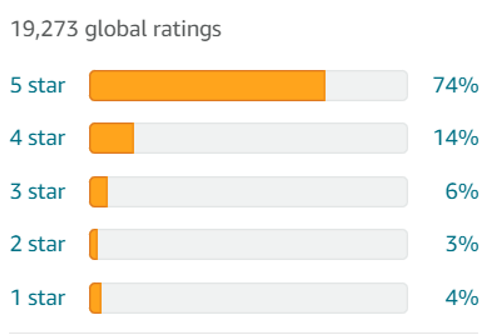 19,273 global ratings
5 star 74%
4 star 14%
3 star 6%
2 star 3%
1 star 4%